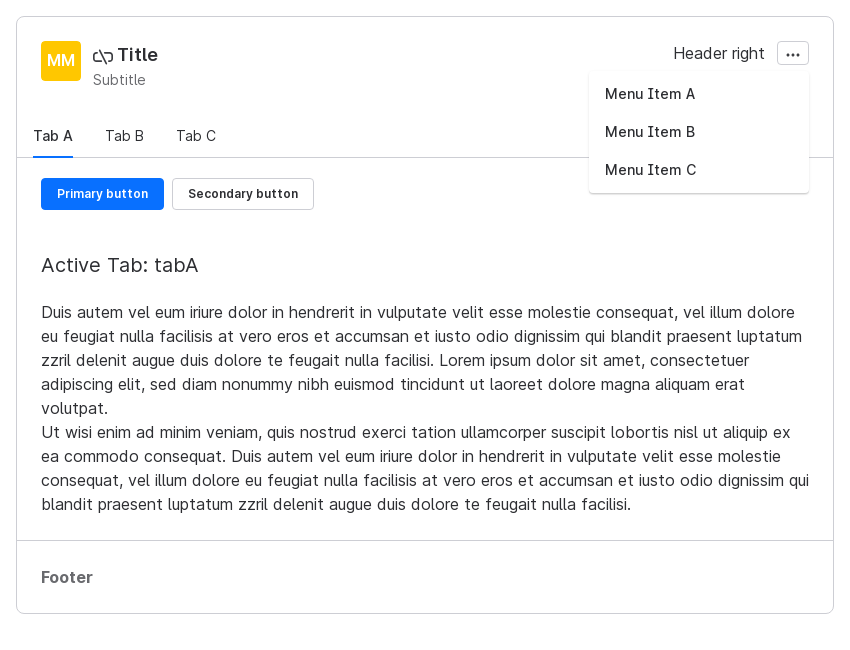 MM
Title
Subtitle
Header right
Menu Item A
Menu Item B
Menu Item C
Tab A Tab B Tab C
Primary button Secondary button
Active Tab: tabA
Duis autem vel eum iriure dolor in hendrerit in vulputate velit esse molestie consequat, vel illum dolore
eu feugiat nulla facilisis at vero eros et accumsan et iusto odio dignissim qui blandit praesent luptatum
zzril delenit augue duis dolore te feugait nulla facilisi. Lorem ipsum dolor sit amet, consectetuer
adipiscing elit, sed diam nonummy nibh euismod tincidunt ut laoreet dolore magna aliquam erat
volutpat.
Ut wisi enim ad minim veniam, quis nostrud exerci tation ullamcorper suscipit lobortis nisl ut aliquip ex
ea commodo consequat. Duis autem vel eum iriure dolor in hendrerit in vulputate velit esse molestie
consequat, vel illum dolore eu feugiat nulla facilisis at vero eros et accumsan et iusto odio dignissim qui
blandit praesent luptatum zzril delenit augue duis dolore te feugait nulla facilisi.
Footer